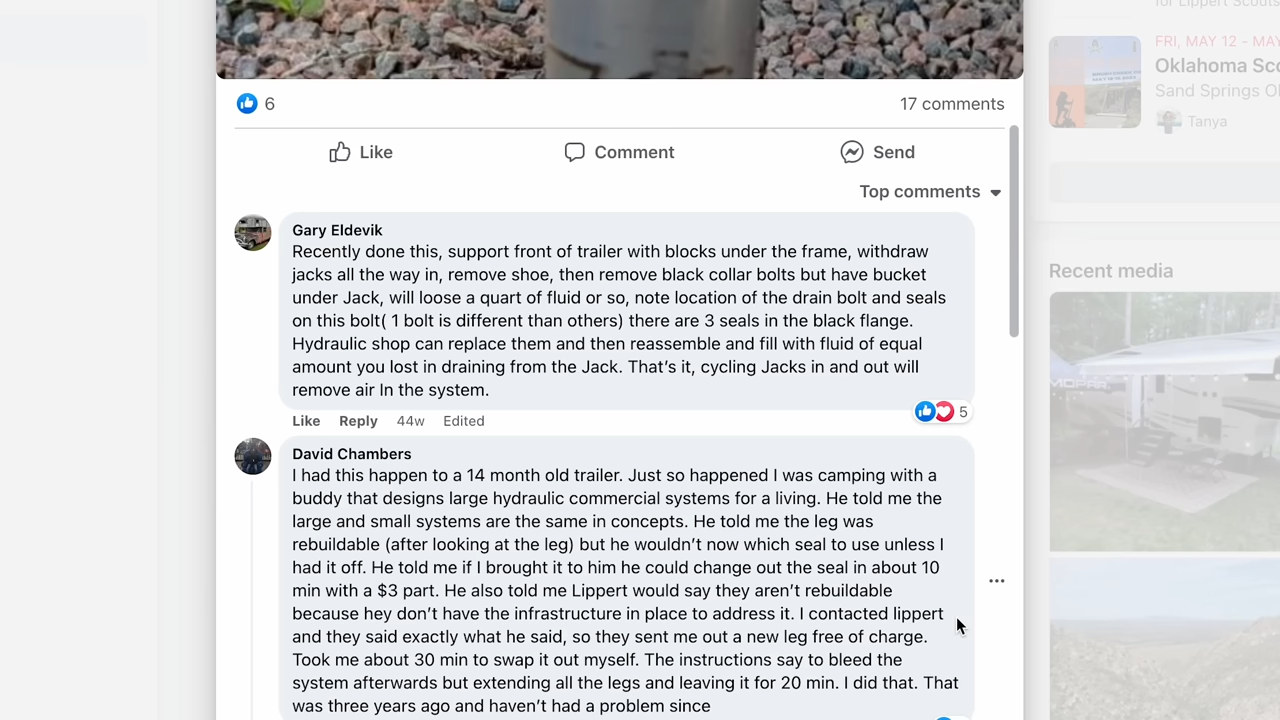 for Lippert Scouts
FRI, MAY 12 - MAY
Oklahoma Sco
Sand Springs Ok
Tanya
6
17 comments
Like
Comment
Send
Top comments
Gary Eldevik
Recently done this, support front of trailer with blocks under the frame, withdraw
jacks all the way in, remove shoe, then remove black collar bolts but have bucket
under Jack, will loose a quart of fluid or so, note location of the drain bolt and seals
on this bolt( 1 bolt is different than others) there are 3 seals in the black flange.
Hydraulic shop can replace them and then reassemble and fill with fluid of equal
amount you lost in draining from the Jack. That’s it, cycling Jacks in and out will
remove air In the system.
Like Reply 44w Edited
5
David Chambers
I had this happen to a 14 month old trailer. Just so happened I was camping with a
buddy that designs large hydraulic commercial systems for a living. He told me the
large and small systems are the same in concepts. He told me the leg was
rebuildable (after looking at the leg) but he wouldn’t now which seal to use unless I
had it off. He told me if I brought it to him he could change out the seal in about 10
min with a $3 part. He also told me Lippert would say they aren’t rebuildable
because hey don’t have the infrastructure in place to address it. I contacted lippert
and they said exactly what he said, so they sent me out a new leg free of charge.
Took me about 30 min to swap it out myself. The instructions say to bleed the
system afterwards but extending all the legs and leaving it for 20 min. I did that. That
was three years ago and haven’t had a problem since
Recent media
MOPAR